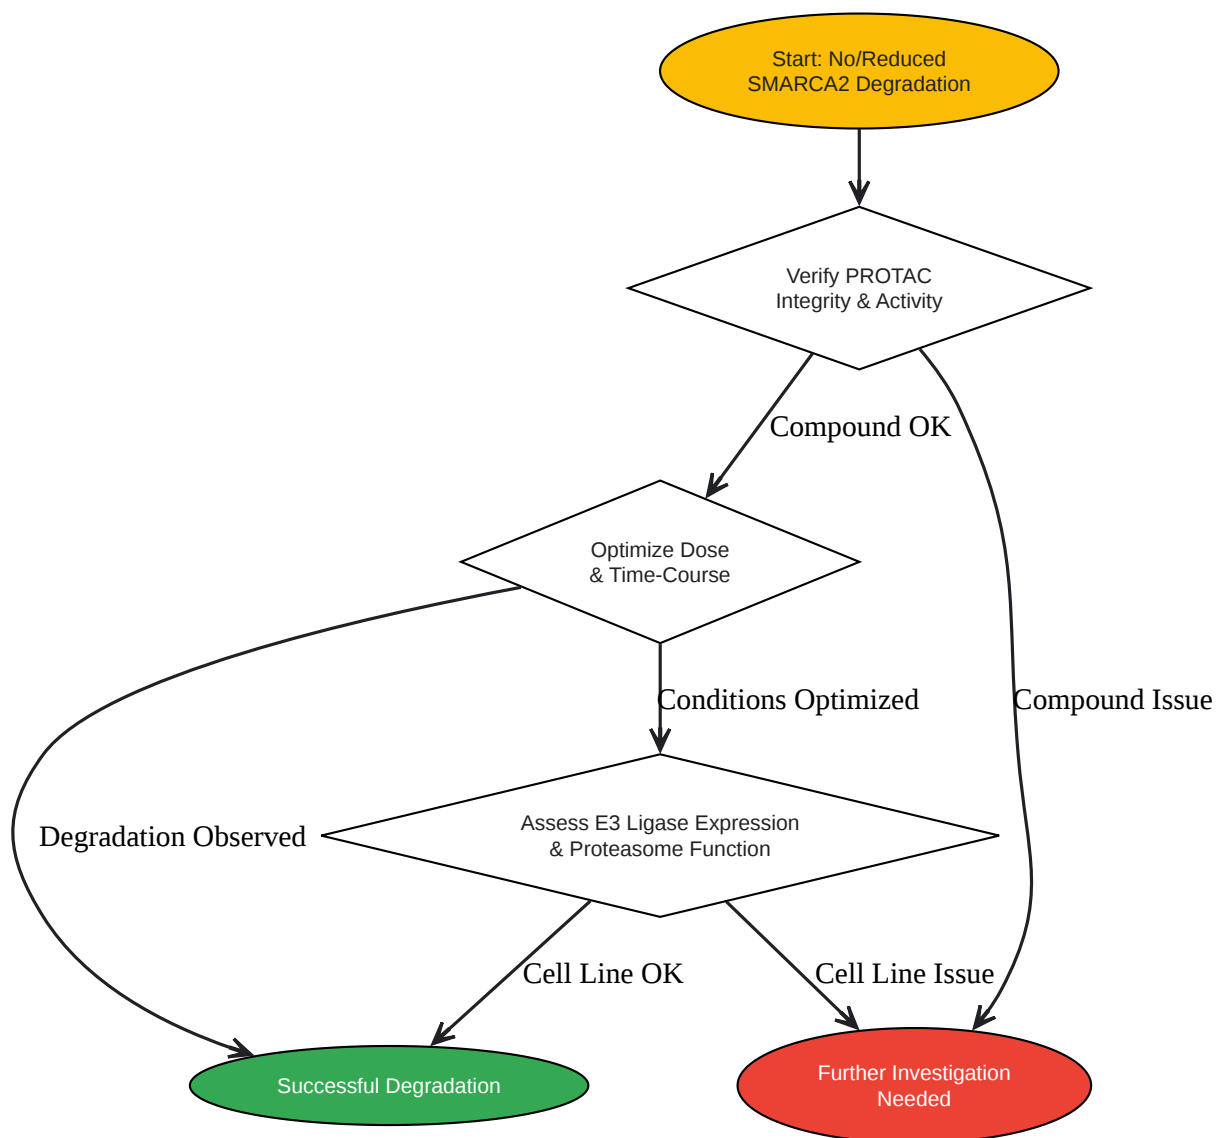 Start: No/Reduced
SMARCA2 Degradation
Verify PROTAC
Integrity & Activity
Compound OK
Optimize Dose
& Time-Course
Conditions Optimized
Compound Issue
Degradation Observed
Assess E3 Ligase Expression
& Proteasome Function
Cell Line OK
Cell Line Issue
Successful Degradation
Further Investigation
Needed